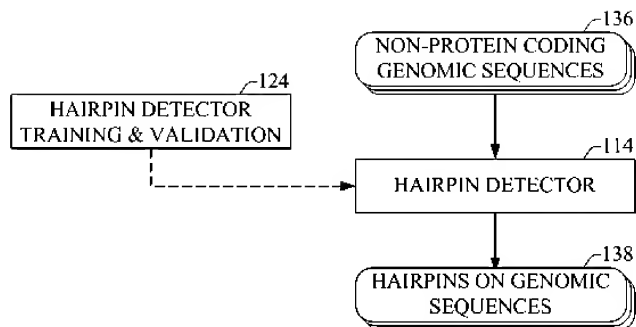 136
NON-PROTEIN CODING
GENOMIC SEQUENCES
124
HAIRPIN DETECTOR
TRAINING & VALIDATION
114
HAIRPIN DETECTOR
138
HAIRPINS ON GENOMIC
SEQUENCES